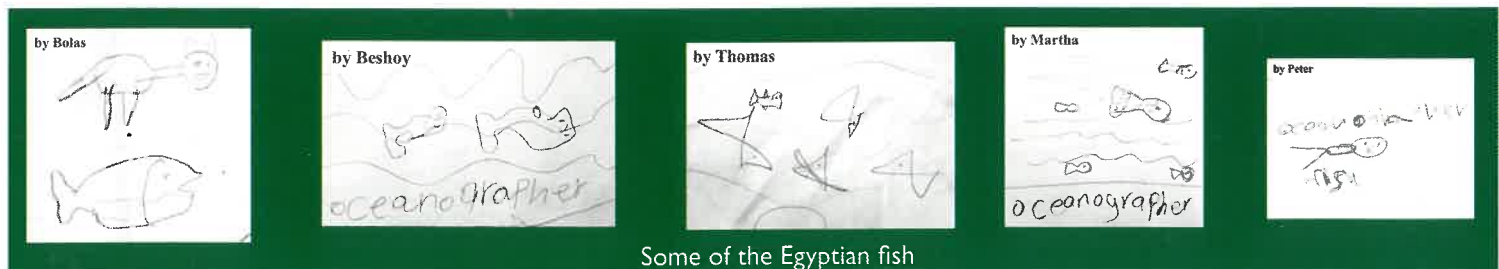 by Bolas
by Beshoy
oceanographer
by Thomas
by Martha
oceanographer
by Peter
Some of the Egyptian fish